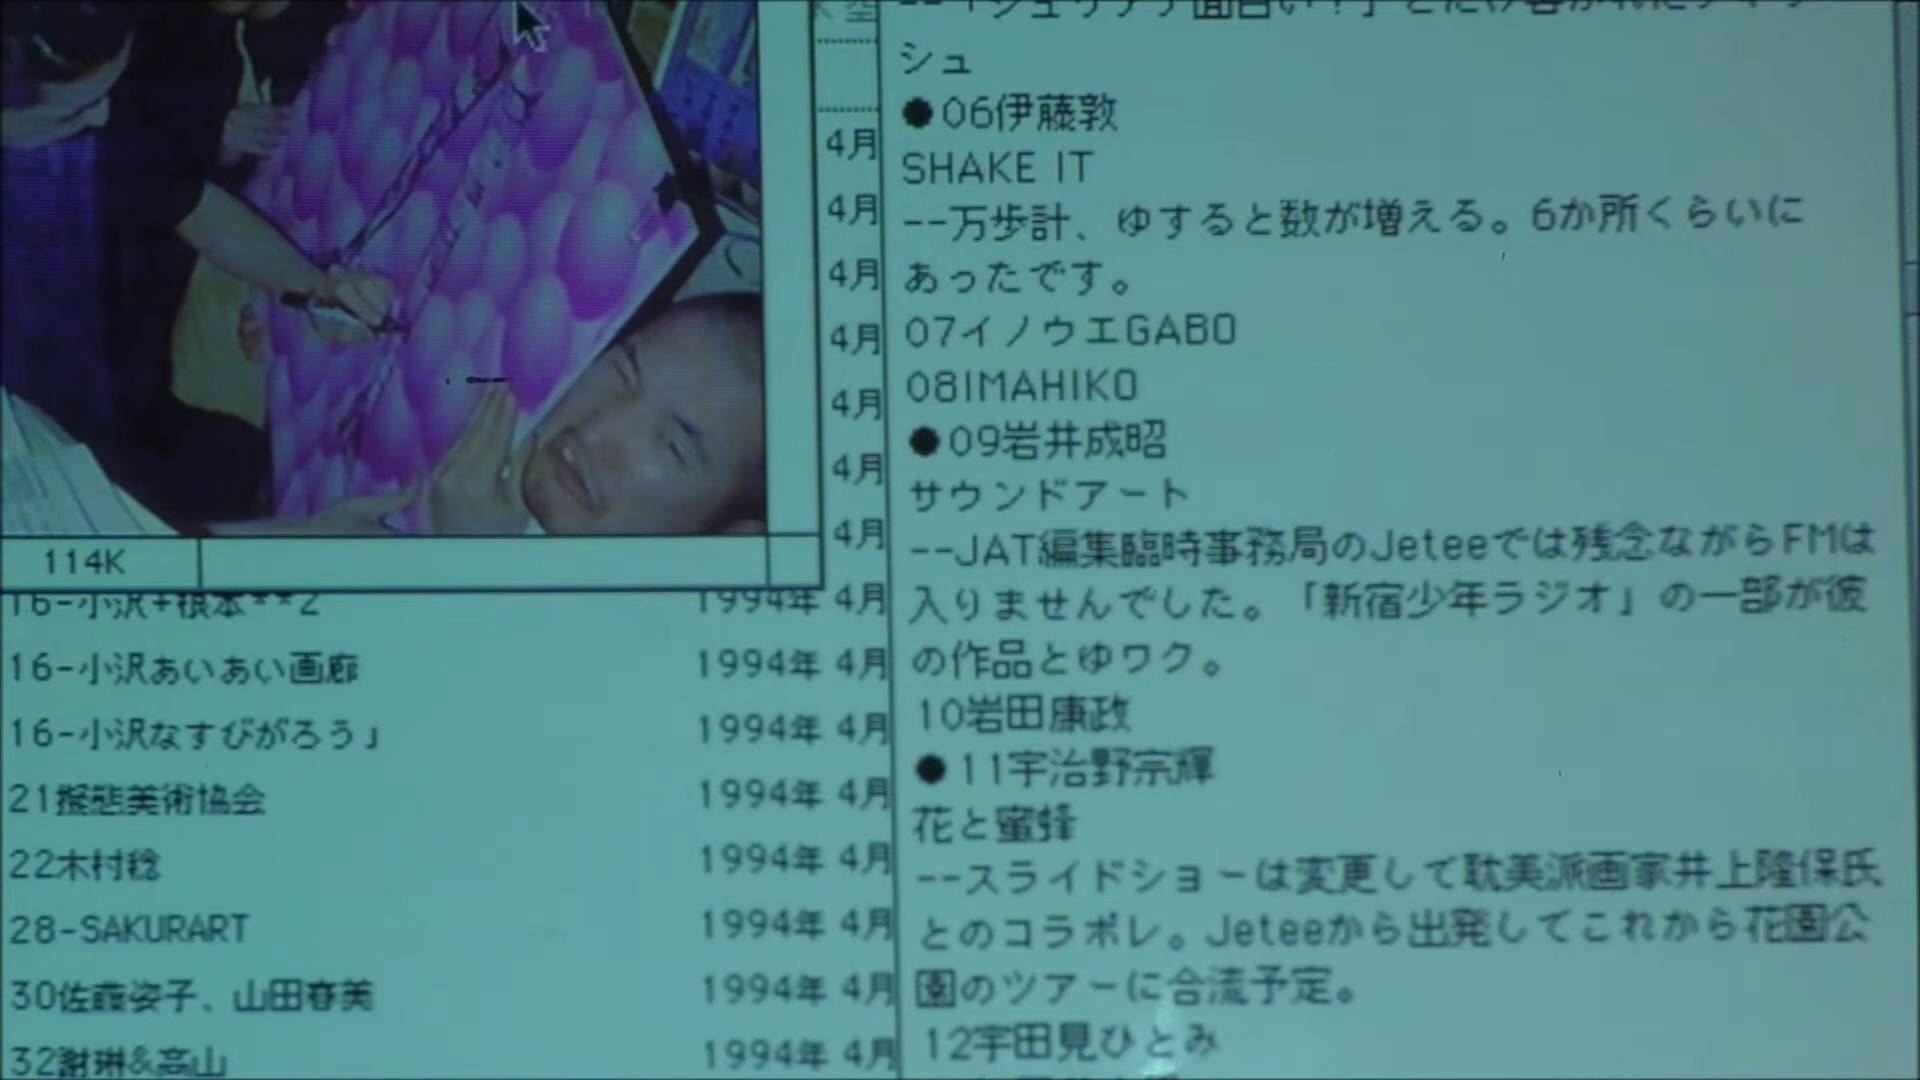 シュ
●06伊藤敦
SHAKE IT
--万歩計、ゆすると数が増える。6か所くらいに
あったです。
07イノウエGABO
08IMAHIKO
●09岩井成昭
サウンドアート
--JAT編集臨時事務局のJeteeでは残念ながらFMは
入りませんでした。「新宿少年ラジオ」の一部が彼
の作品とゆワク。
10岩田康政
●11宇治野宗輝
花と蜜蜂
--スライドショーは変更して耽美派画家井上隆保氏
とのコラボレ。Jeteeから出発してこれから花園公
園のツアーに合流予定。
12宇田見ひとみ
4月
4月
4月
4月
4月
4月
4月
114K
16-小沢+根本**2 1994年 4月
16-小沢あいあい画廊 1994年 4月
16-小沢なすびがろう」 1994年 4月
21擬態美術協会 1994年 4月
22木村稔 1994年 4月
28-SAKURART 1994年 4月
30佐藤姿子、山田春美 1994年 4月
32謝琳&高山 1994年 4月